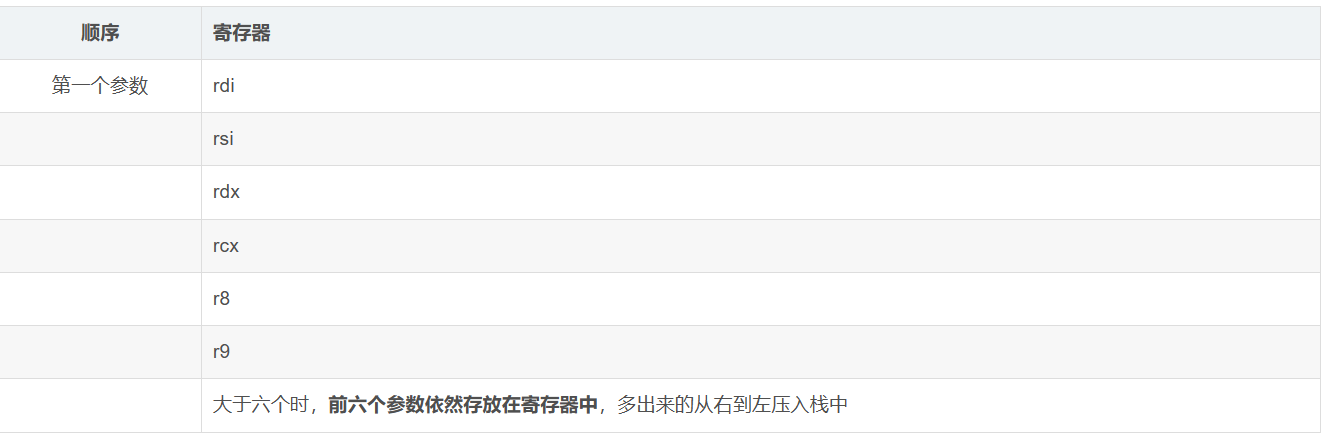 顺序 寄存器
第一个参数 rdi
rsi
rdx
rcx
r8
r9
大于六个时，前六个参数依然存放在寄存器中，多出来的从右到左压入栈中